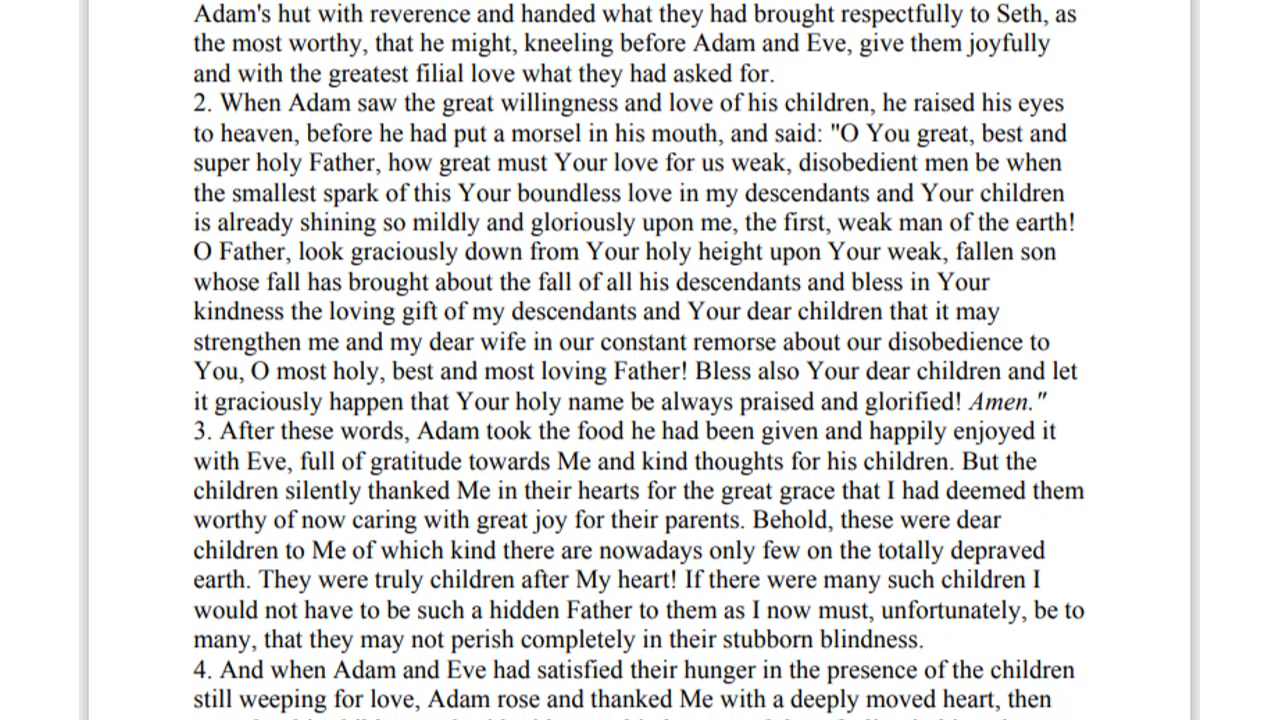 Adam's hut with reverence and handed what they had brought respectfully to Seth, as
the most worthy, that he might, kneeling before Adam and Eve, give them joyfully
and with the greatest filial love what they had asked for.
2. When Adam saw the great willingness and love of his children, he raised his eyes
to heaven, before he had put a morsel in his mouth, and said: "O You great, best and
super holy Father, how great must Your love for us weak, disobedient men be when
the smallest spark of this Your boundless love in my descendants and Your children
is already shining so mildly and gloriously upon me, the first, weak man of the earth!
O Father, look graciously down from Your holy height upon Your weak, fallen son
whose fall has brought about the fall of all his descendants and bless in Your
kindness the loving gift of my descendants and Your dear children that it may
strengthen me and my dear wife in our constant remorse about our disobedience to
You, O most holy, best and most loving Father! Bless also Your dear children and let
it graciously happen that Your holy name be always praised and glorified! Amen."
3. After these words, Adam took the food he had been given and happily enjoyed it
with Eve, full of gratitude towards Me and kind thoughts for his children. But the
children silently thanked Me in their hearts for the great grace that I had deemed them
worthy of now caring with great joy for their parents. Behold, these were dear
children to Me of which kind there are nowadays only few on the totally depraved
earth. They were truly children after My heart! If there were many such children I
would not have to be such a hidden Father to them as I now must, unfortunately, be to
many, that they may not perish completely in their stubborn blindness.
4. And when Adam and Eve had satisfied their hunger in the presence of the children
still weeping for love, Adam rose and thanked Me with a deeply moved heart, then